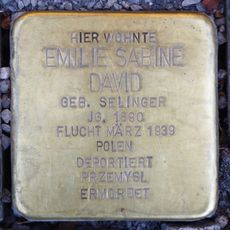 HIER WOHNTE
EMILIE SABINE
DAVID
GEB. SELINGER
JG. 1880
FLUCHT MÄRZ 1939
POLEN
DEPORTIERT
PRZEMYSL
ERMORDET